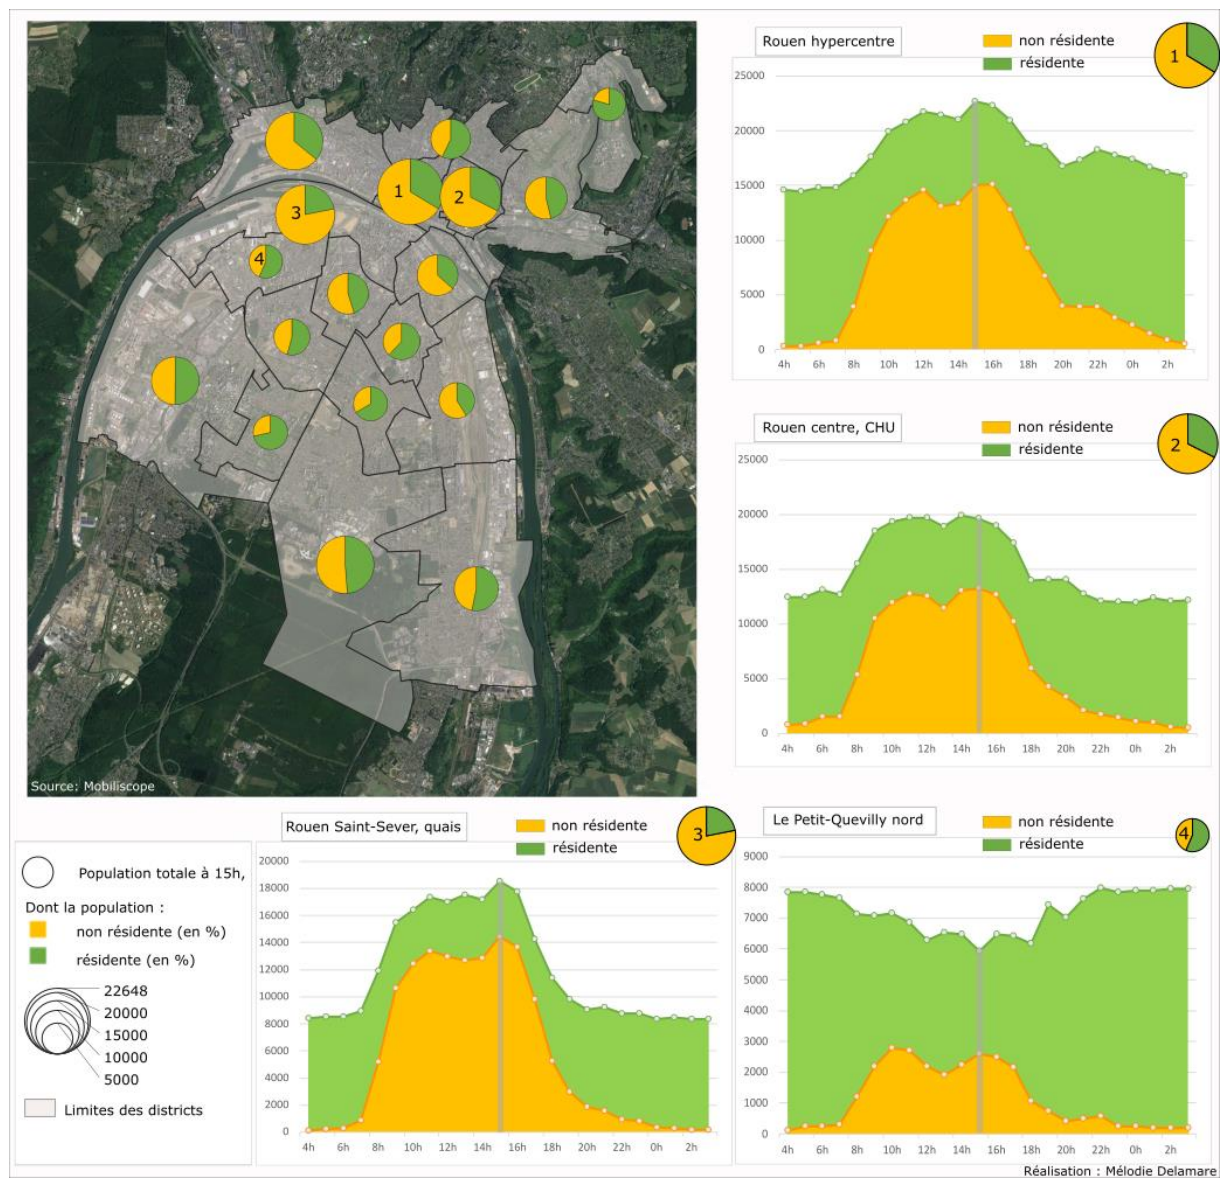 1
2
3
4
Source: Mobiliscope
Rouen hypercentre
non résidente
résidente
1
25000
20000
15000
10000
5000
0
4h 6h 8h 10h 12h 14h 16h 18h 20h 22h 0h 2h
Rouen centre, CHU
non résidente
résidente
2
25000
20000
15000
10000
5000
0
4h 6h 8h 10h 12h 14h 16h 18h 20h 22h 0h 2h
Population totale à 15h,
Dont la population :
non résidente (en %)
résidente (en %)
22648
20000
15000
10000
5000
Limites des districts
Rouen Saint-Sever, quais
non résidente
résidente
3
20000
18000
16000
14000
12000
10000
8000
6000
4000
2000
0
4h 6h 8h 10h 12h 14h 16h 18h 20h 22h 0h 2h
Le Petit-Quevilly nord
non résidente
résidente
4
9000
8000
7000
6000
5000
4000
3000
2000
1000
0
4h 6h 8h 10h 12h 14h 16h 18h 20h 22h 0h 2h
Réalisation : Mélodie Delamare